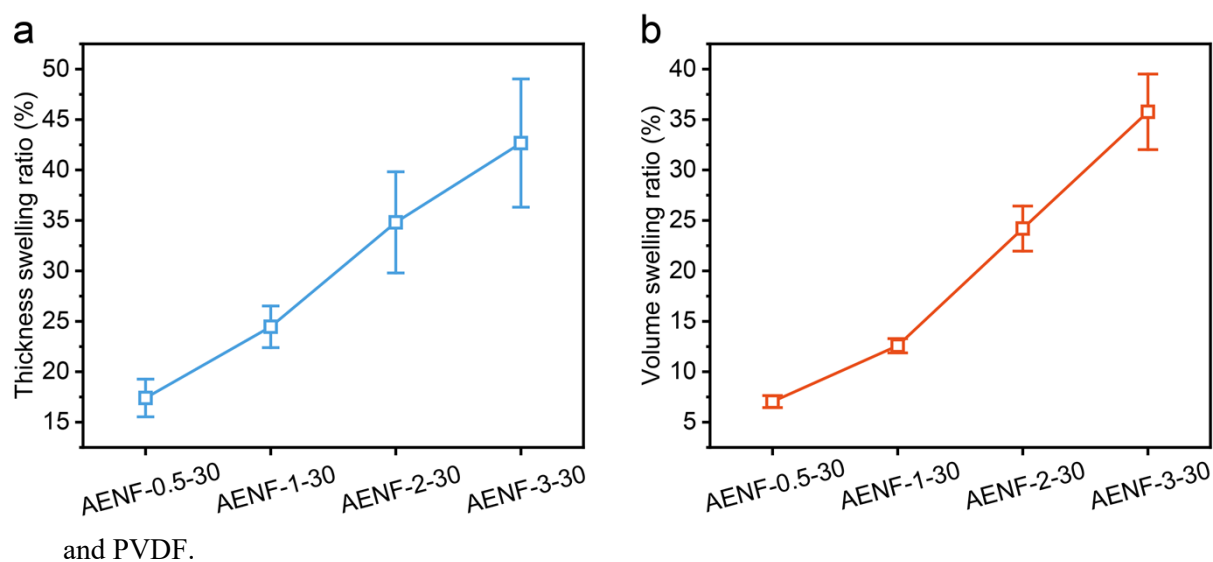 a
Thickness swelling ratio (%)
50
45
40
35
30
25
20
15
AENF-0.5-30
AENF-1-30
AENF-2-30
AENF-3-30
b
Volume swelling ratio (%)
40
35
30
25
20
15
10
5
AENF-0.5-30
AENF-1-30
AENF-2-30
AENF-3-30
and PVDF.